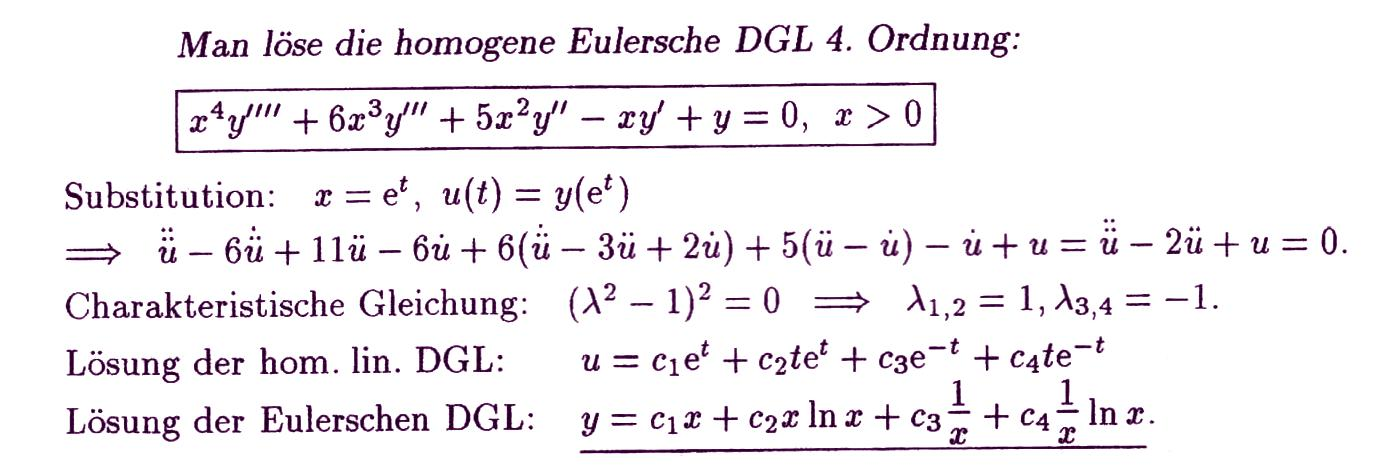 Man löse die homogene Eulersche DGL 4. Ordnung:
x⁴y'''' + 6x³y''' + 5x²y'' − xy' + y = 0, x > 0
Substitution: x = eᵗ, u(t) = y(eᵗ)
⟹ u⃜ − 6u⃛ + 11ü − 6u̇ + 6(u⃛ − 3ü + 2u̇) + 5(ü − u̇) − u̇ + u = u⃜ − 2ü + u = 0.
Charakteristische Gleichung: (λ² − 1)² = 0 ⟹ λ₁,₂ = 1, λ₃,₄ = −1.
Lösung der hom. lin. DGL: u = c₁eᵗ + c₂teᵗ + c₃e⁻ᵗ + c₄te⁻ᵗ
Lösung der Eulerschen DGL: y = c₁x + c₂x ln x + c₃ 1/x + c₄ 1/x ln x.